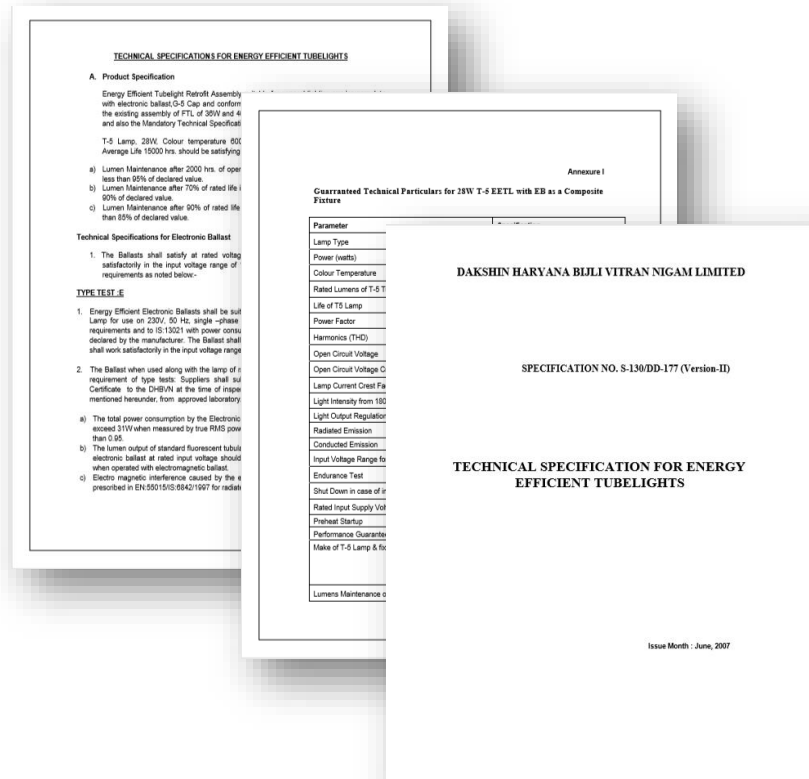 TECHNICAL SPECIFICATIONS FOR ENERGY EFFICIENT TUBELIGHTS
A. Product Specification
Energy Efficient Tubelight Retrofit Assembly
with electronic ballast,G-5 Cap and conform
the existing assembly of FTL of 36W and 4
and also the Mandatory Technical Specificati
T-5 Lamp, 28W, Colour temperature 600
Average Life 15000 hrs. should be satisfying
a) Lumen Maintenance after 2000 hrs. of oper
less than 95% of declared value.
b) Lumen Maintenance after 70% of rated life i
90% of declared value.
c) Lumen Maintenance after 90% of rated life
than 85% of declared value.
Technical Specifications for Electronic Ballast
1. The Ballasts shall satisfy at rated voltag
satisfactorily in the input voltage range of
requirements as noted below:-
TYPE TEST :E
1. Energy Efficient Electronic Ballasts shall be suit
Lamp for use on 230V, 50 Hz, single –phase
requirements and to IS:13021 with power consu
declared by the manufacturer. The Ballast shall
shall work satisfactorily in the input voltage range
2. The Ballast when used along with the lamp of r
requirement of type tests: Suppliers shall su
Certificate to the DHBVN at the time of inspe
mentioned hereunder, from approved laboratory
a) The total power consumption by the Electronic
exceed 31W when measured by true RMS pow
than 0.95.
b) The lumen output of standard fluorescent tubula
electronic ballast at rated input voltage should
when operated with electromagnetic ballast.
c) Electro magnetic interference caused by the e
prescribed in EN:55015/IS:6842/1997 for radiat
Annexure I
Guarranteed Technical Particulars for 28W T-5 EETL with EB as a Composite
Fixture
Parameter
Lamp Type
Power (watts)
Colour Temperature
Rated Lumens of T-5 T
Life of T5 Lamp
Power Factor
Harmonics (THD)
Open Circuit Voltage
Open Circuit Voltage C
Lamp Current Crest Fa
Light Intensity from 180
Light Output Regulation
Radiated Emission
Conducted Emission
Input Voltage Range fo
Endurance Test
Shut Down in case of ir
Rated Input Supply Vol
Preheat Startup
Performance Guarantee
Make of T-5 Lamp & fix
Lumens Maintenance o
DAKSHIN HARYANA BIJLI VITRAN NIGAM LIMITED
SPECIFICATION NO. S-130/DD-177 (Version-II)
TECHNICAL SPECIFICATION FOR ENERGY
EFFICIENT TUBELIGHTS
Issue Month : June, 2007